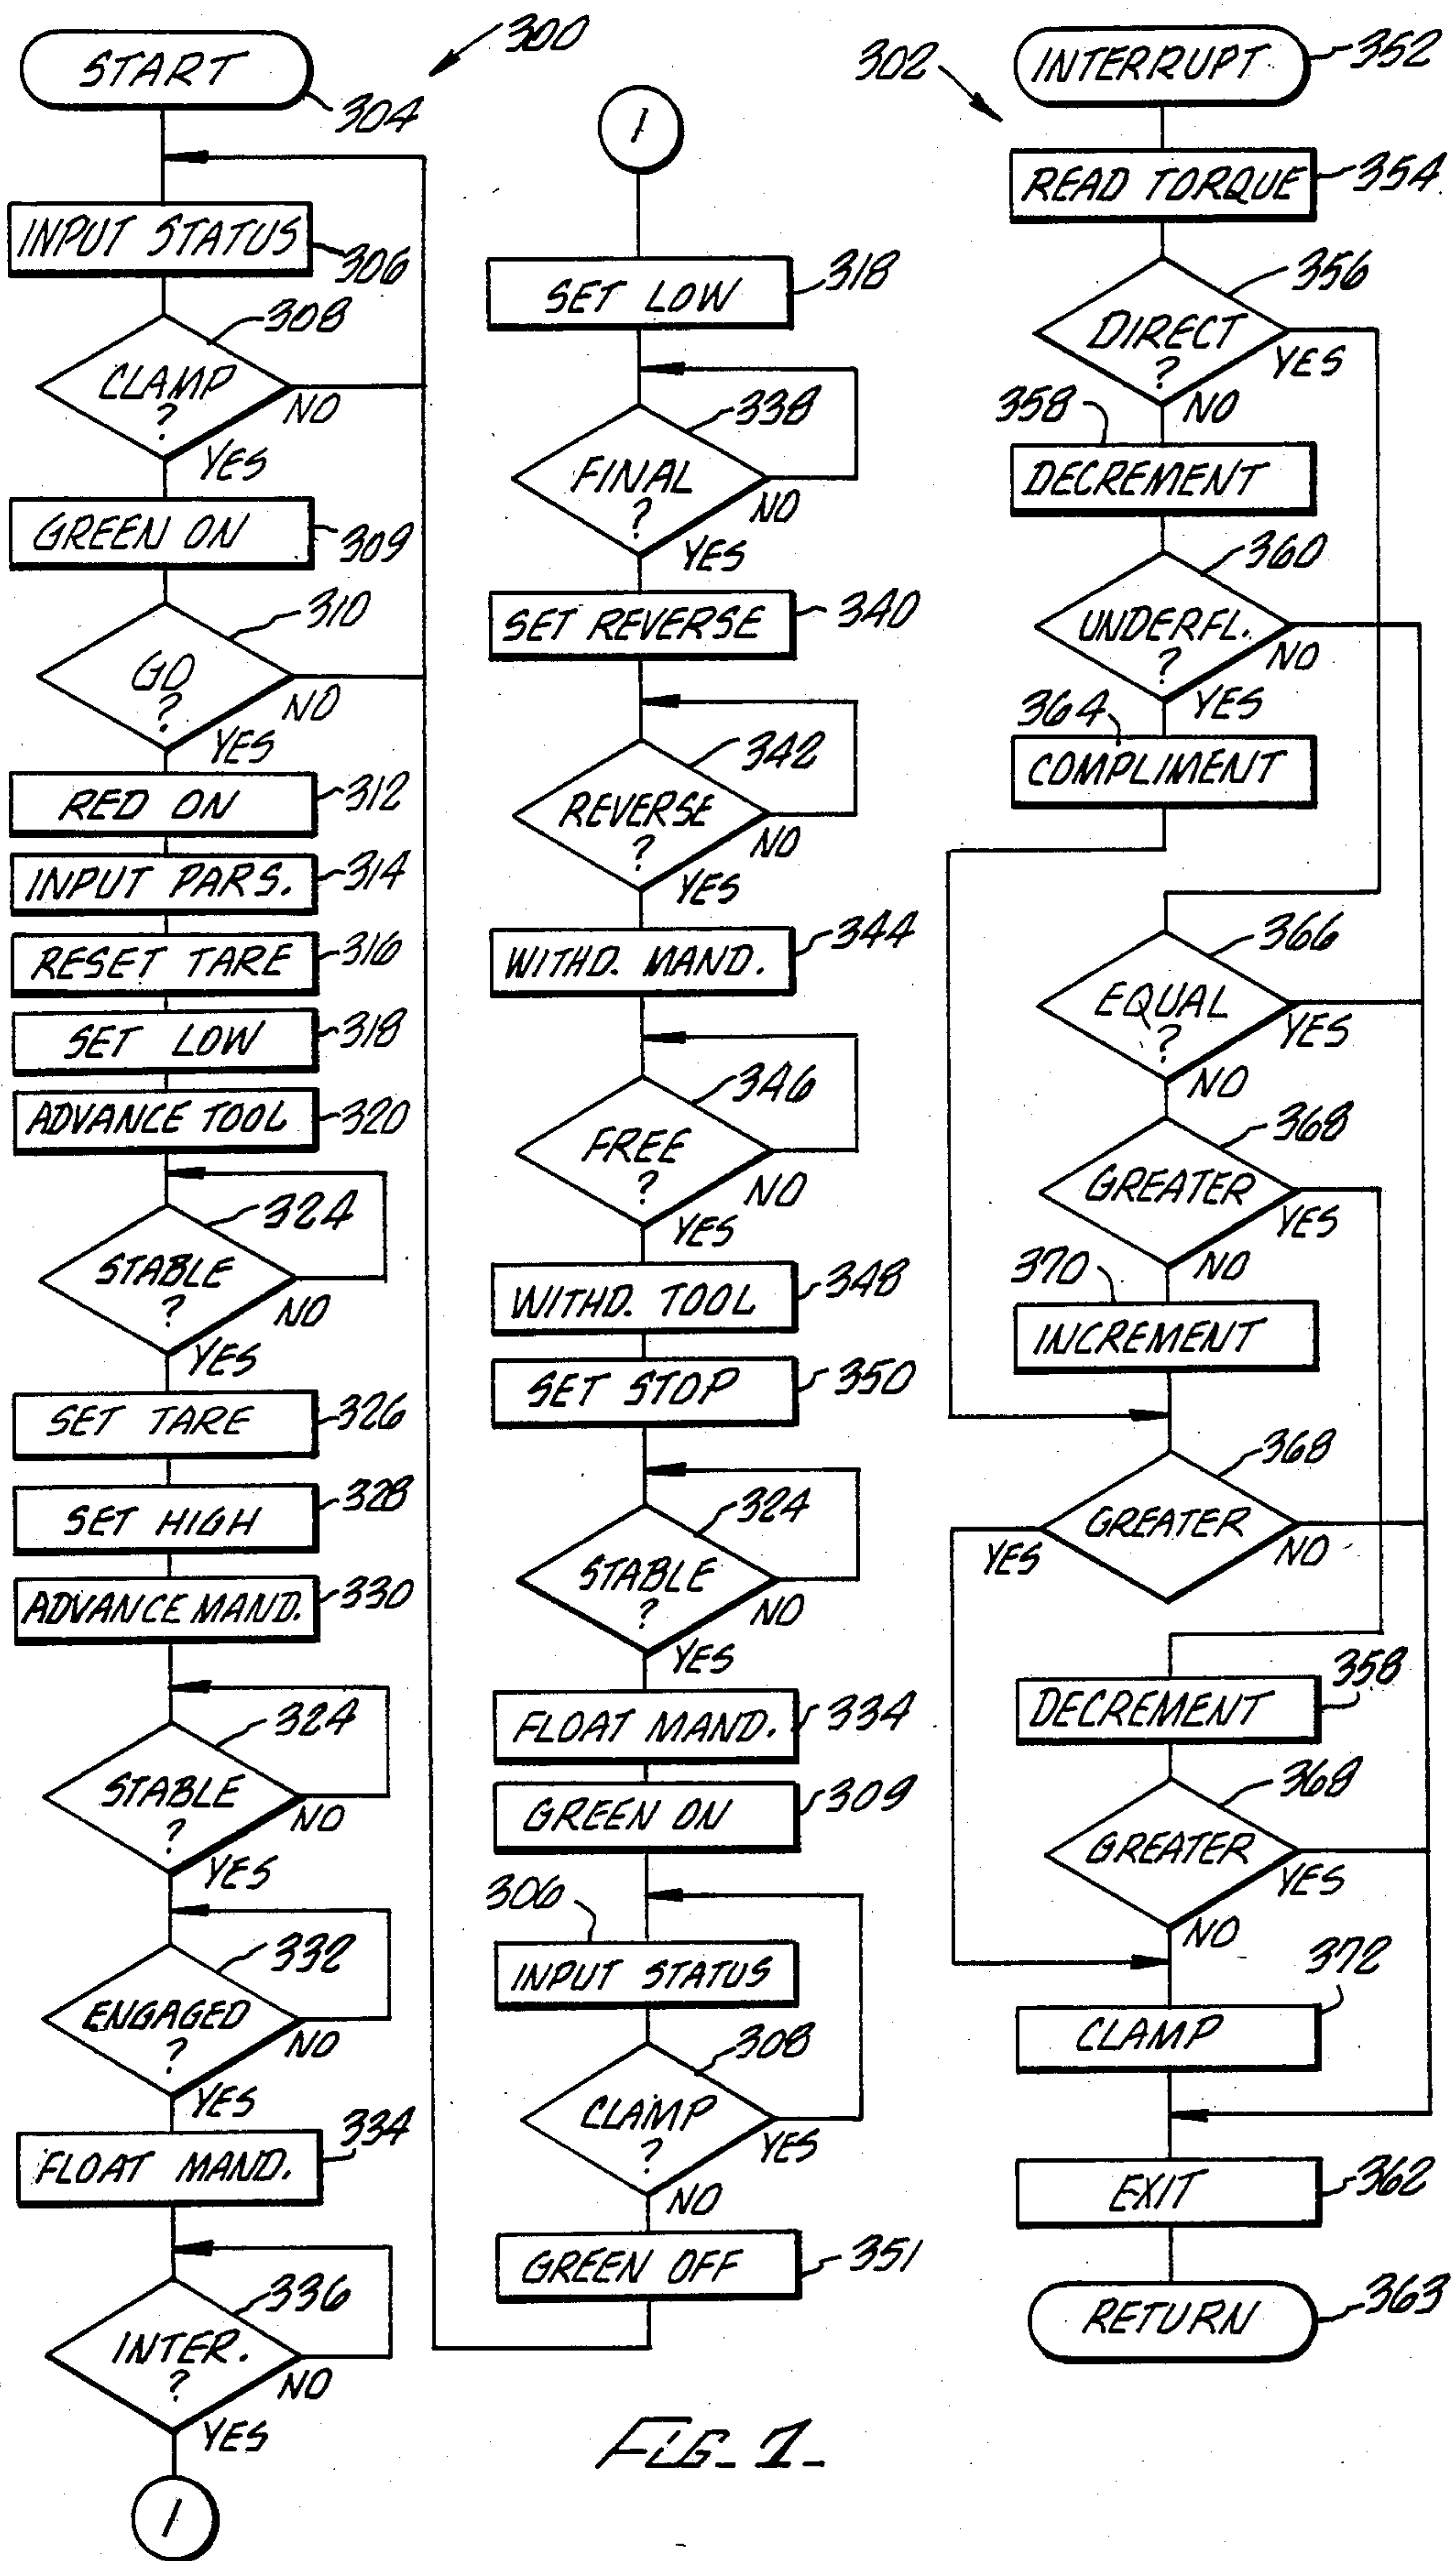 300
START
304
INPUT STATUS
306
308
CLAMP
?
NO
YES
GREEN ON
309
310
GO
?
NO
YES
RED ON
312
INPUT PARS.
314
RESET TARE
316
SET LOW
318
ADVANCE TOOL
320
324
STABLE
?
NO
YES
SET TARE
326
SET HIGH
328
ADVANCE MAND.
330
324
STABLE
?
NO
YES
332
ENGAGED
?
NO
YES
334
FLOAT MAND.
336
INTER.
?
NO
YES
1
1
SET LOW
318
338
FINAL
?
NO
YES
SET REVERSE
340
342
REVERSE
?
NO
YES
WITHD. MAND.
344
346
FREE
?
NO
YES
WITHD. TOOL
348
SET STOP
350
324
STABLE
?
NO
YES
FLOAT MAND.
334
GREEN ON
309
306
INPUT STATUS
308
CLAMP
?
YES
NO
GREEN OFF
351
302
INTERRUPT
352
READ TORQUE
354
356
DIRECT
?
YES
NO
358
DECREMENT
360
UNDERFL.
?
NO
YES
364
COMPLIMENT
366
EQUAL
?
YES
NO
368
GREATER
YES
NO
370
INCREMENT
368
GREATER
YES
NO
358
DECREMENT
368
GREATER
YES
NO
372
CLAMP
EXIT
362
RETURN
363
FIG. 7.